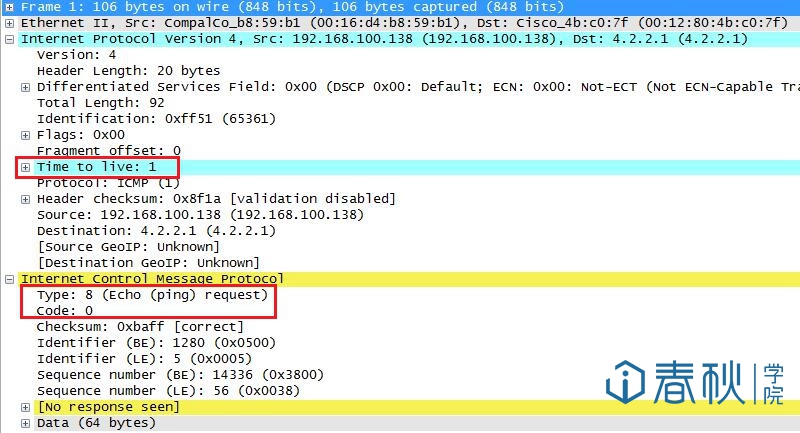 Frame 1: 106 bytes on wire (848 bits), 106 bytes captured (848 bits)
Ethernet II, Src: CompalCo_b8:59:b1 (00:16:d4:b8:59:b1), Dst: Cisco_4b:c0:7f (00:12:80:4b:c0:7f)
Internet Protocol Version 4, Src: 192.168.100.138 (192.168.100.138), Dst: 4.2.2.1 (4.2.2.1)
Version: 4
Header Length: 20 bytes
Differentiated Services Field: 0x00 (DSCP 0x00: Default; ECN: 0x00: Not-ECT (Not ECN-Capable Tra
Total Length: 92
Identification: 0xff51 (65361)
Flags: 0x00
Fragment offset: 0
Time to live: 1
Protocol: ICMP (1)
Header checksum: 0x8f1a [validation disabled]
Source: 192.168.100.138 (192.168.100.138)
Destination: 4.2.2.1 (4.2.2.1)
[Source GeoIP: Unknown]
[Destination GeoIP: Unknown]
Internet Control Message Protocol
Type: 8 (Echo (ping) request)
Code: 0
Checksum: 0xbaff [correct]
Identifier (BE): 1280 (0x0500)
Identifier (LE): 5 (0x0005)
Sequence number (BE): 14336 (0x3800)
Sequence number (LE): 56 (0x0038)
[No response seen]
Data (64 bytes)
春秋学院